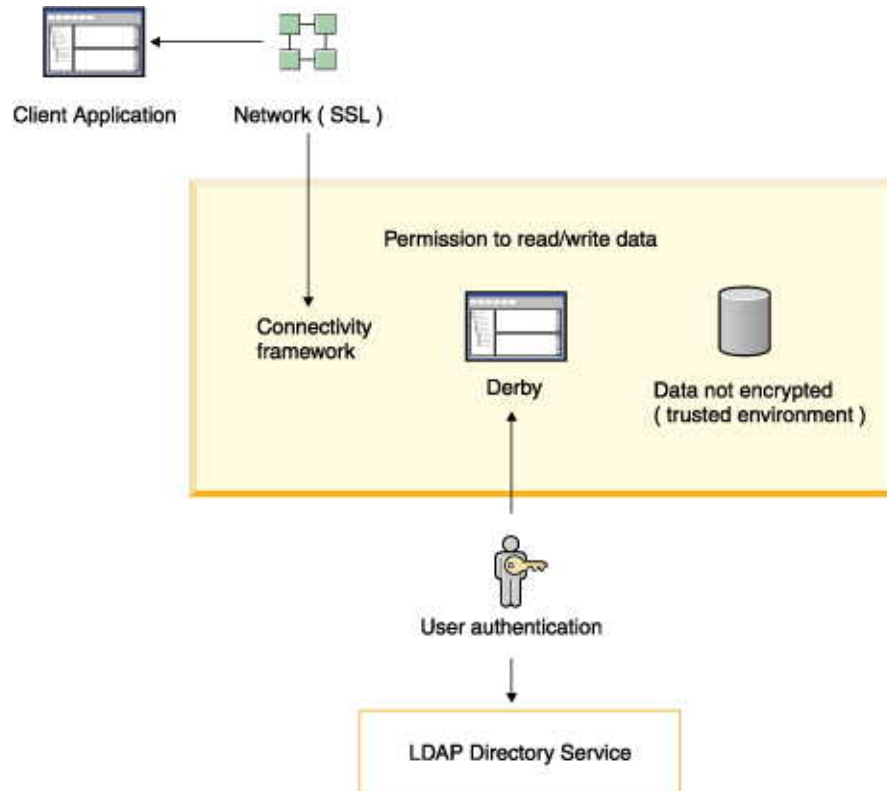 Client Application
Network ( SSL )
Permission to read/write data
Connectivity
framework
Derby
Data not encrypted
( trusted environment )
User authentication
LDAP Directory Service